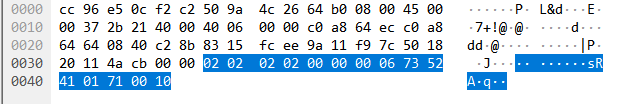 0000 cc 96 e5 0c f2 c2 50 9a 4c 26 64 b0 08 00 45 00 ······P· L&d···E·
0010 00 37 2b 21 40 00 40 06 00 00 c0 a8 64 ec c0 a8 ·7+!@·@· ····d···
0020 64 64 08 40 c2 8b 83 15 fc ee 9a 11 f9 7c 50 18 dd·@···· ·····|P·
0030 20 11 4a cb 00 00 02 02 02 02 00 00 00 06 73 52 ·J····· ······sR
0040 41 01 71 00 10 A·q··